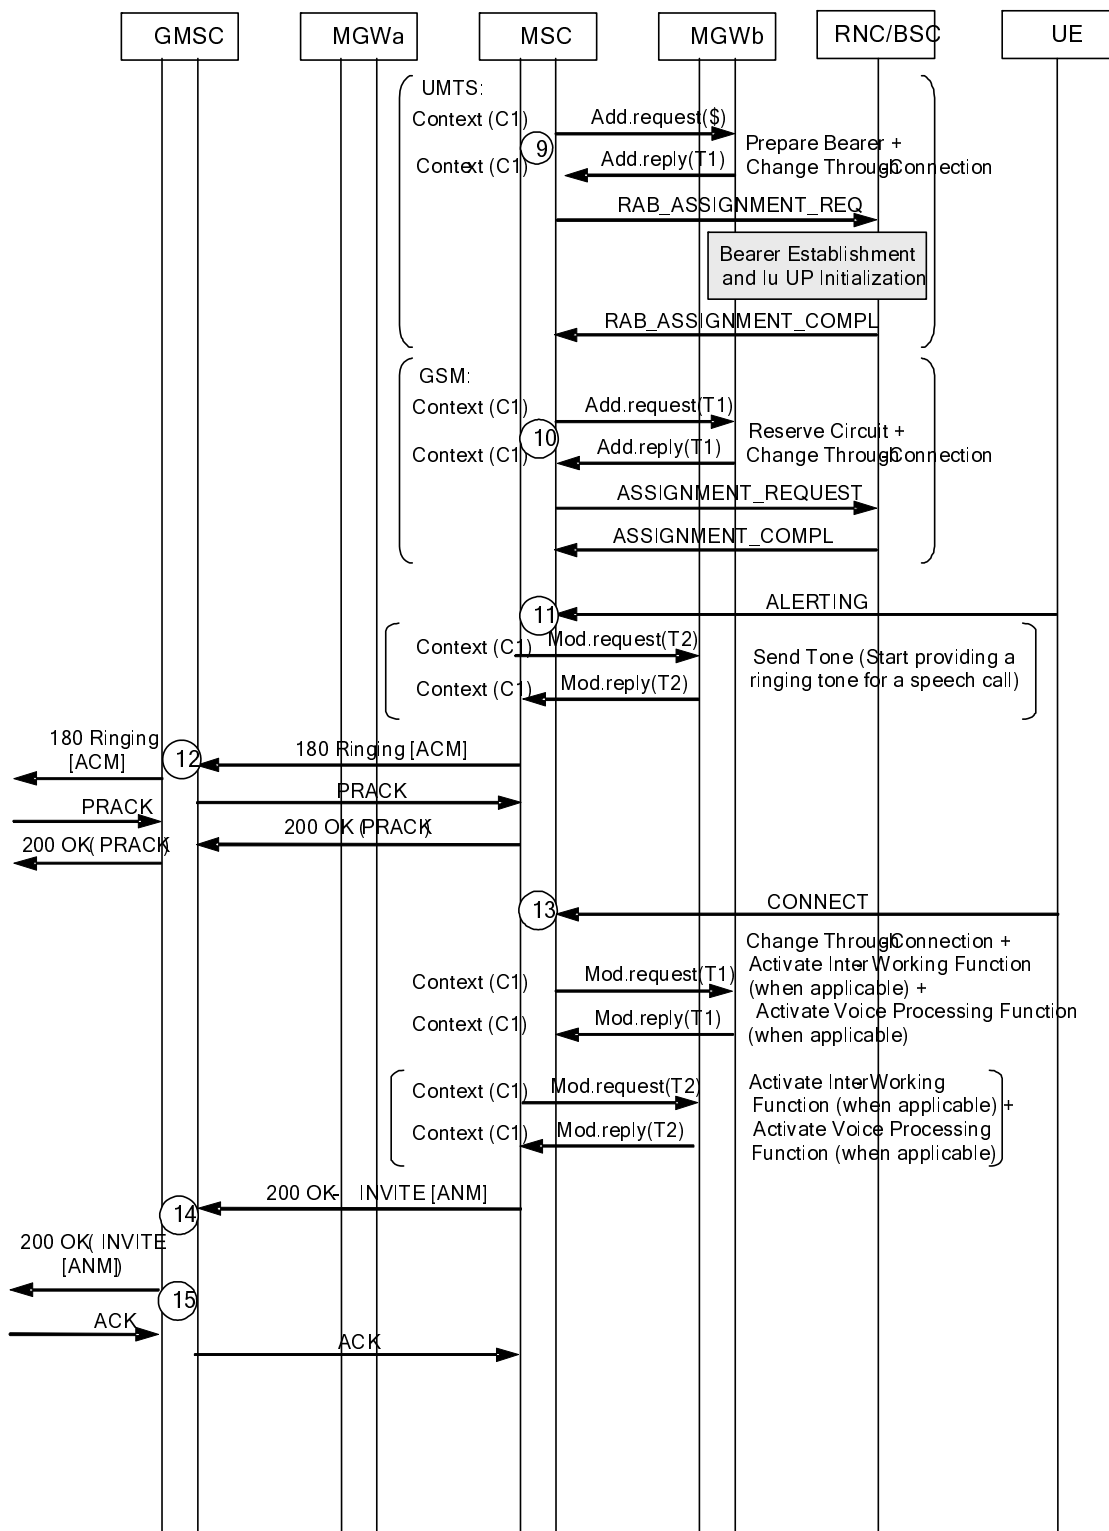 GMSC
MGWa
MSC
MGWb
RNC/BSC
UE
UMTS:
Context (C1)
Add.request($)
9
Prepare Bearer +
Context (C1)
Add.reply(T1)
Change Through-Connection
RAB_ASSIGNMENT_REQ
Bearer Establishment
and Iu UP Initialization
RAB_ASSIGNMENT_COMPL
GSM:
Context (C1)
Add.request(T1)
10
Reserve Circuit +
Context (C1)
Add.reply(T1)
Change Through-Connection
ASSIGNMENT_REQUEST
ASSIGNMENT_COMPL
ALERTING
11
Context (C1)
Mod.request(T2)
Send Tone (Start providing a
ringing tone for a speech call)
Context (C1)
Mod.reply(T2)
180 Ringing
[ACM]
12
180 Ringing [ACM]
PRACK
PRACK
200 OK (PRACK)
200 OK( PRACK)
CONNECT
13
Change Through-Connection +
Activate Inter-Working Function
(when applicable) +
Activate Voice Processing Function
(when applicable)
Context (C1)
Mod.request(T1)
Context (C1)
Mod.reply(T1)
Context (C1)
Mod.request(T2)
Activate Inter-Working
Function (when applicable) +
Activate Voice Processing
Function (when applicable)
Context (C1)
Mod.reply(T2)
200 OK- INVITE [ANM]
14
200 OK( INVITE
[ANM])
15
ACK
ACK